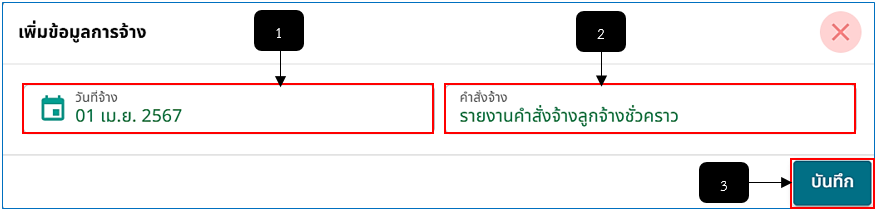 เพิ่มข้อมูลการจ้าง
1
2
วันที่จ้าง
01 เม.ย. 2567
คำสั่งจ้าง
รายงานคำสั่งจ้างลูกจ้างชั่วคราว
3
บันทึก